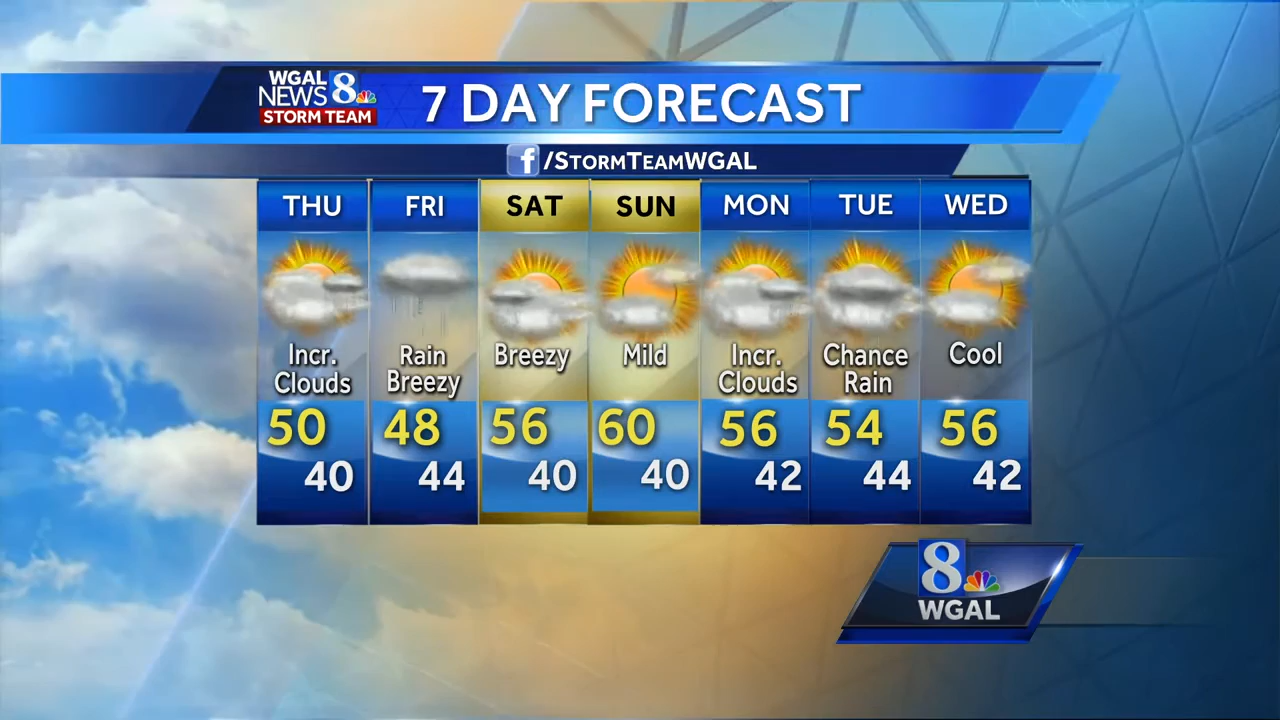 WGAL
NEWS 8
STORM TEAM
7 DAY FORECAST
f /STORMTEAMWGAL
THU FRI SAT SUN MON TUE WED
Incr. Rain Breezy Mild Incr. Chance Cool
Clouds Breezy Clouds Rain
50 48 56 60 56 54 56
40 44 40 40 42 44 42
8
WGAL